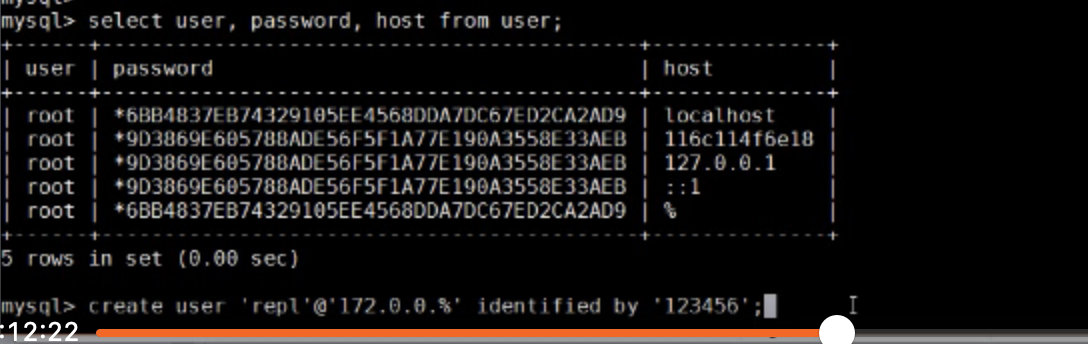 mysql>
mysql> select user, password, host from user;
| user | password | host |
| root | *6BB4837EB74329105EE4568DDA7DC67ED2CA2AD9 | localhost |
| root | *9D3869E605788ADE56F5F1A77E190A3558E33AEB | 116c114f6e18 |
| root | *9D3869E605788ADE56F5F1A77E190A3558E33AEB | 127.0.0.1 |
| root | *9D3869E605788ADE56F5F1A77E190A3558E33AEB | ::1 |
| root | *6BB4837EB74329105EE4568DDA7DC67ED2CA2AD9 | % |
5 rows in set (0.00 sec)
mysql> create user 'repl'@'172.0.0.%' identified by '123456';
:12:22